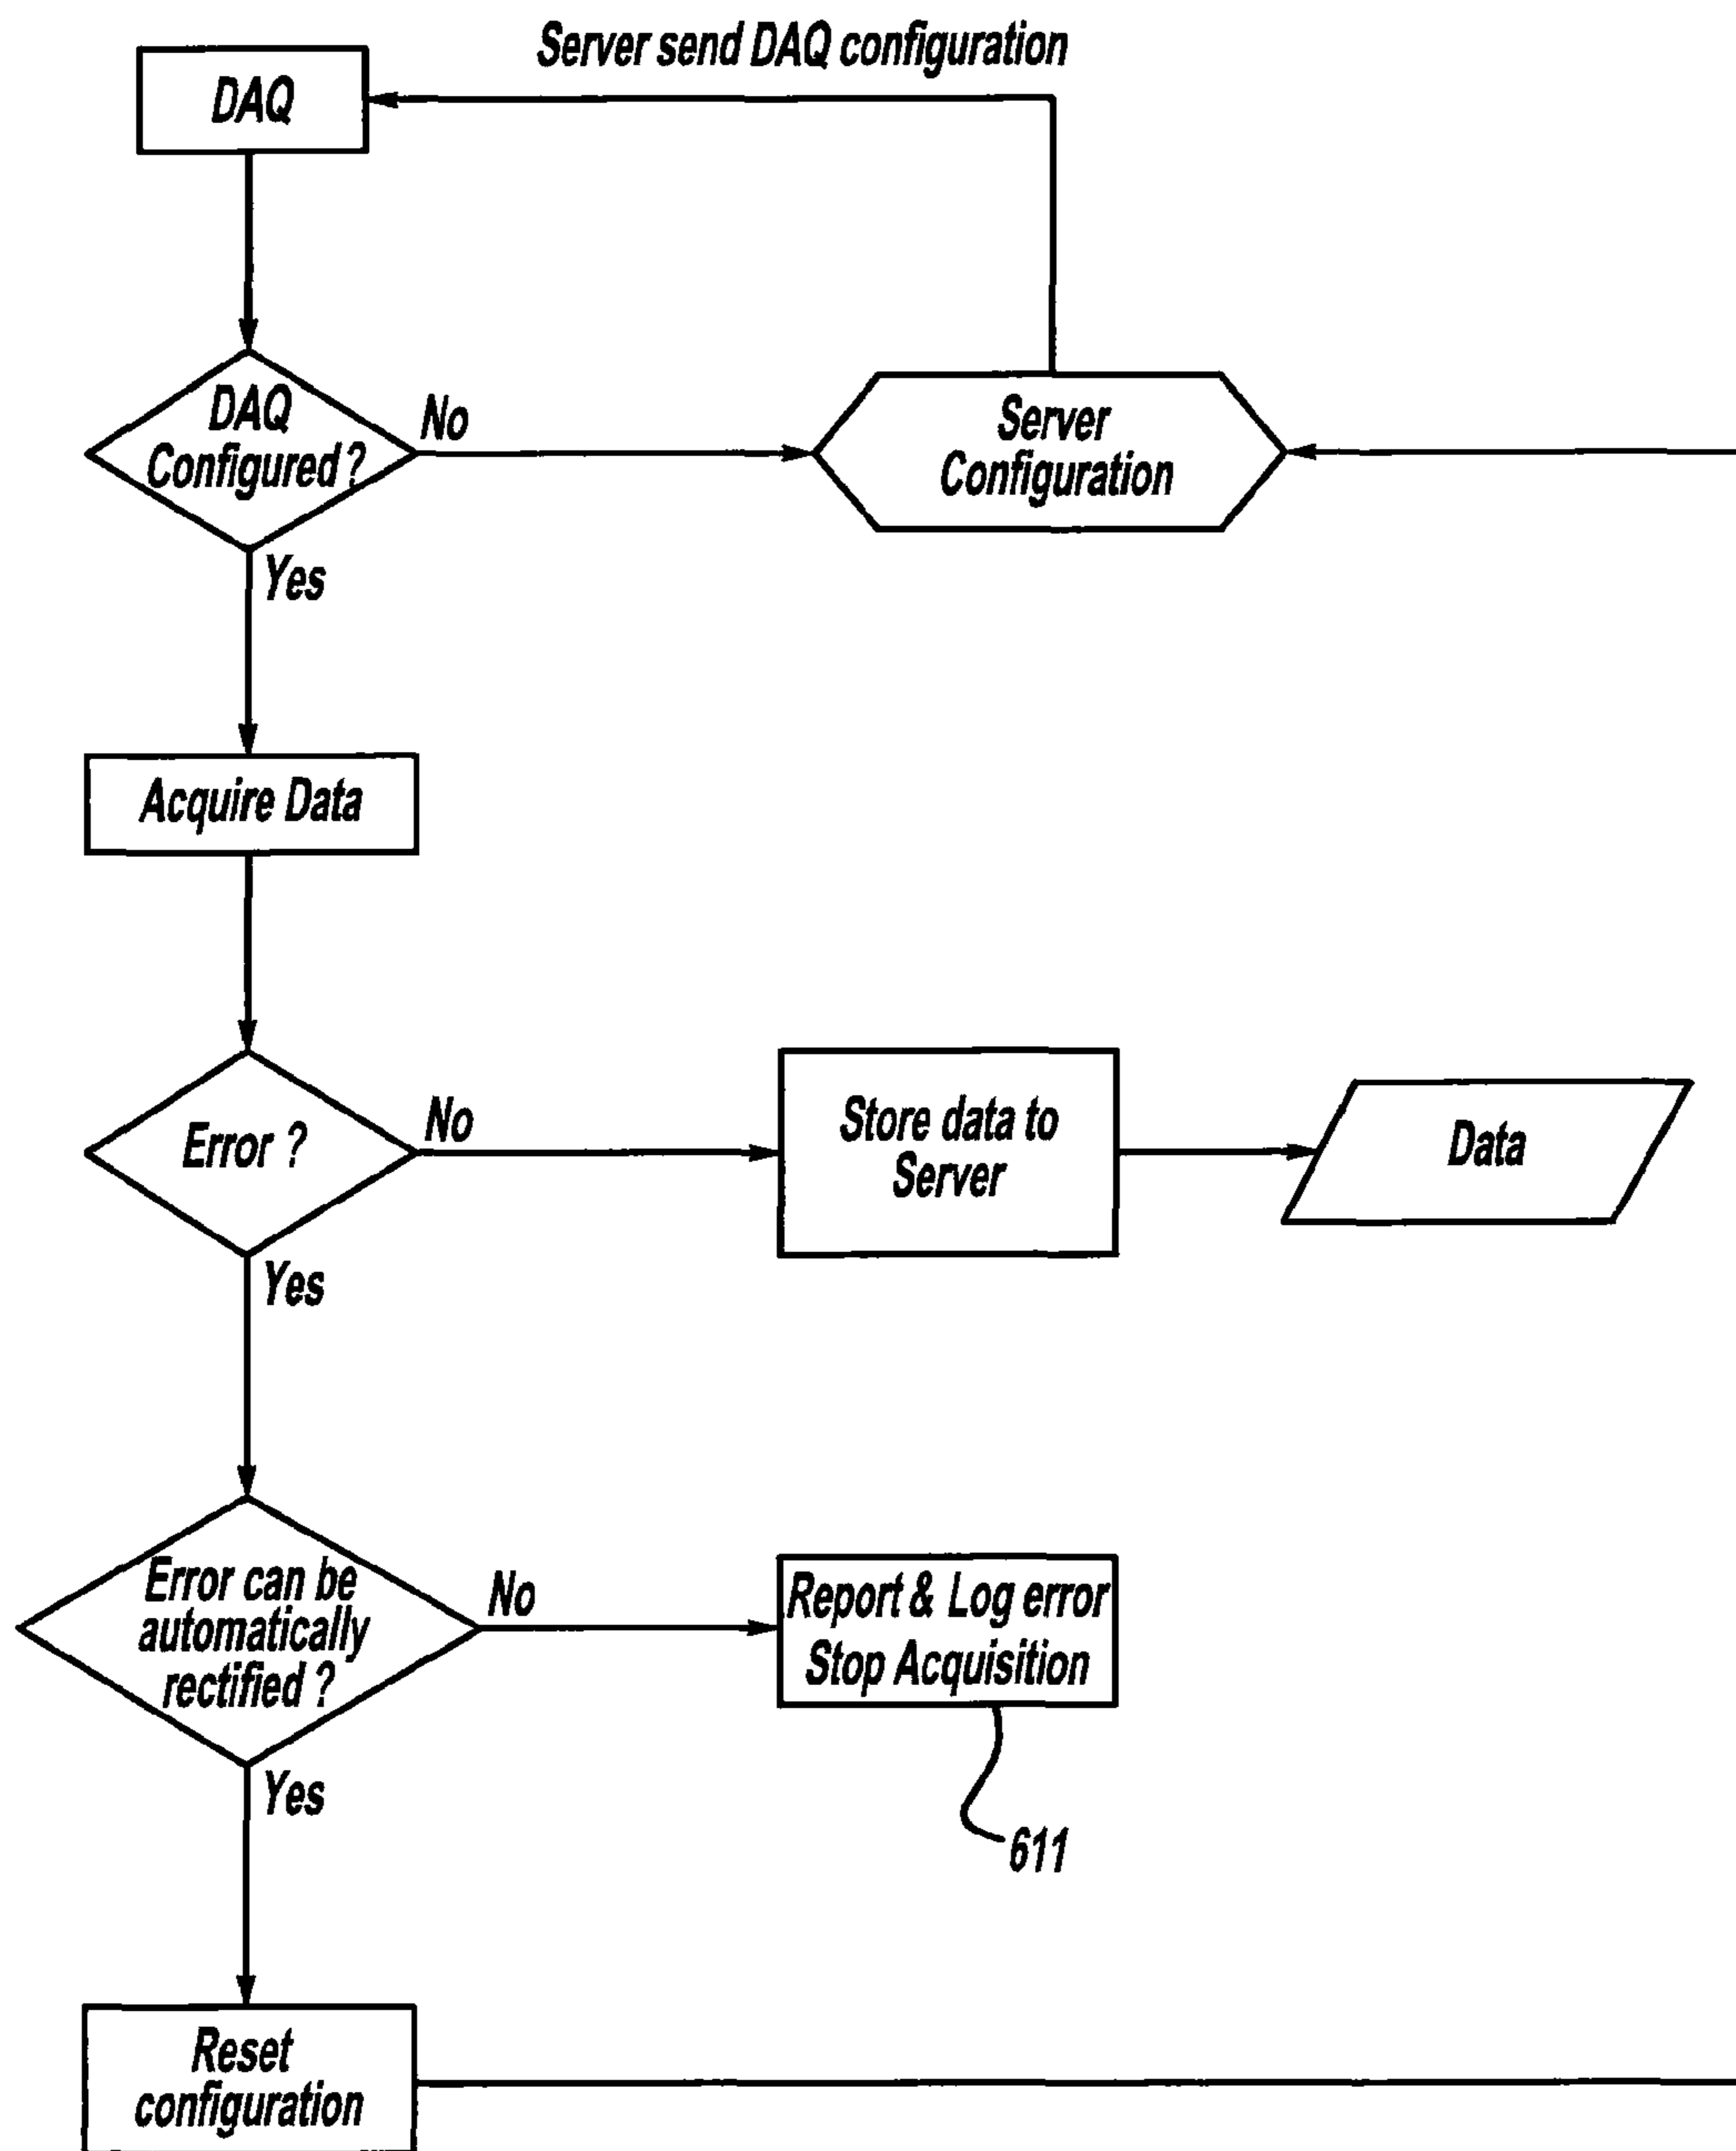 Server send DAQ configuration
DAQ
DAQ
Configured ?
No
Server
Configuration
Yes
Acquire Data
Error ?
No
Store data to
Server
Data
Yes
Error can be
automatically
rectified ?
No
Report & Log error
Stop Acquisition
611
Yes
Reset
configuration